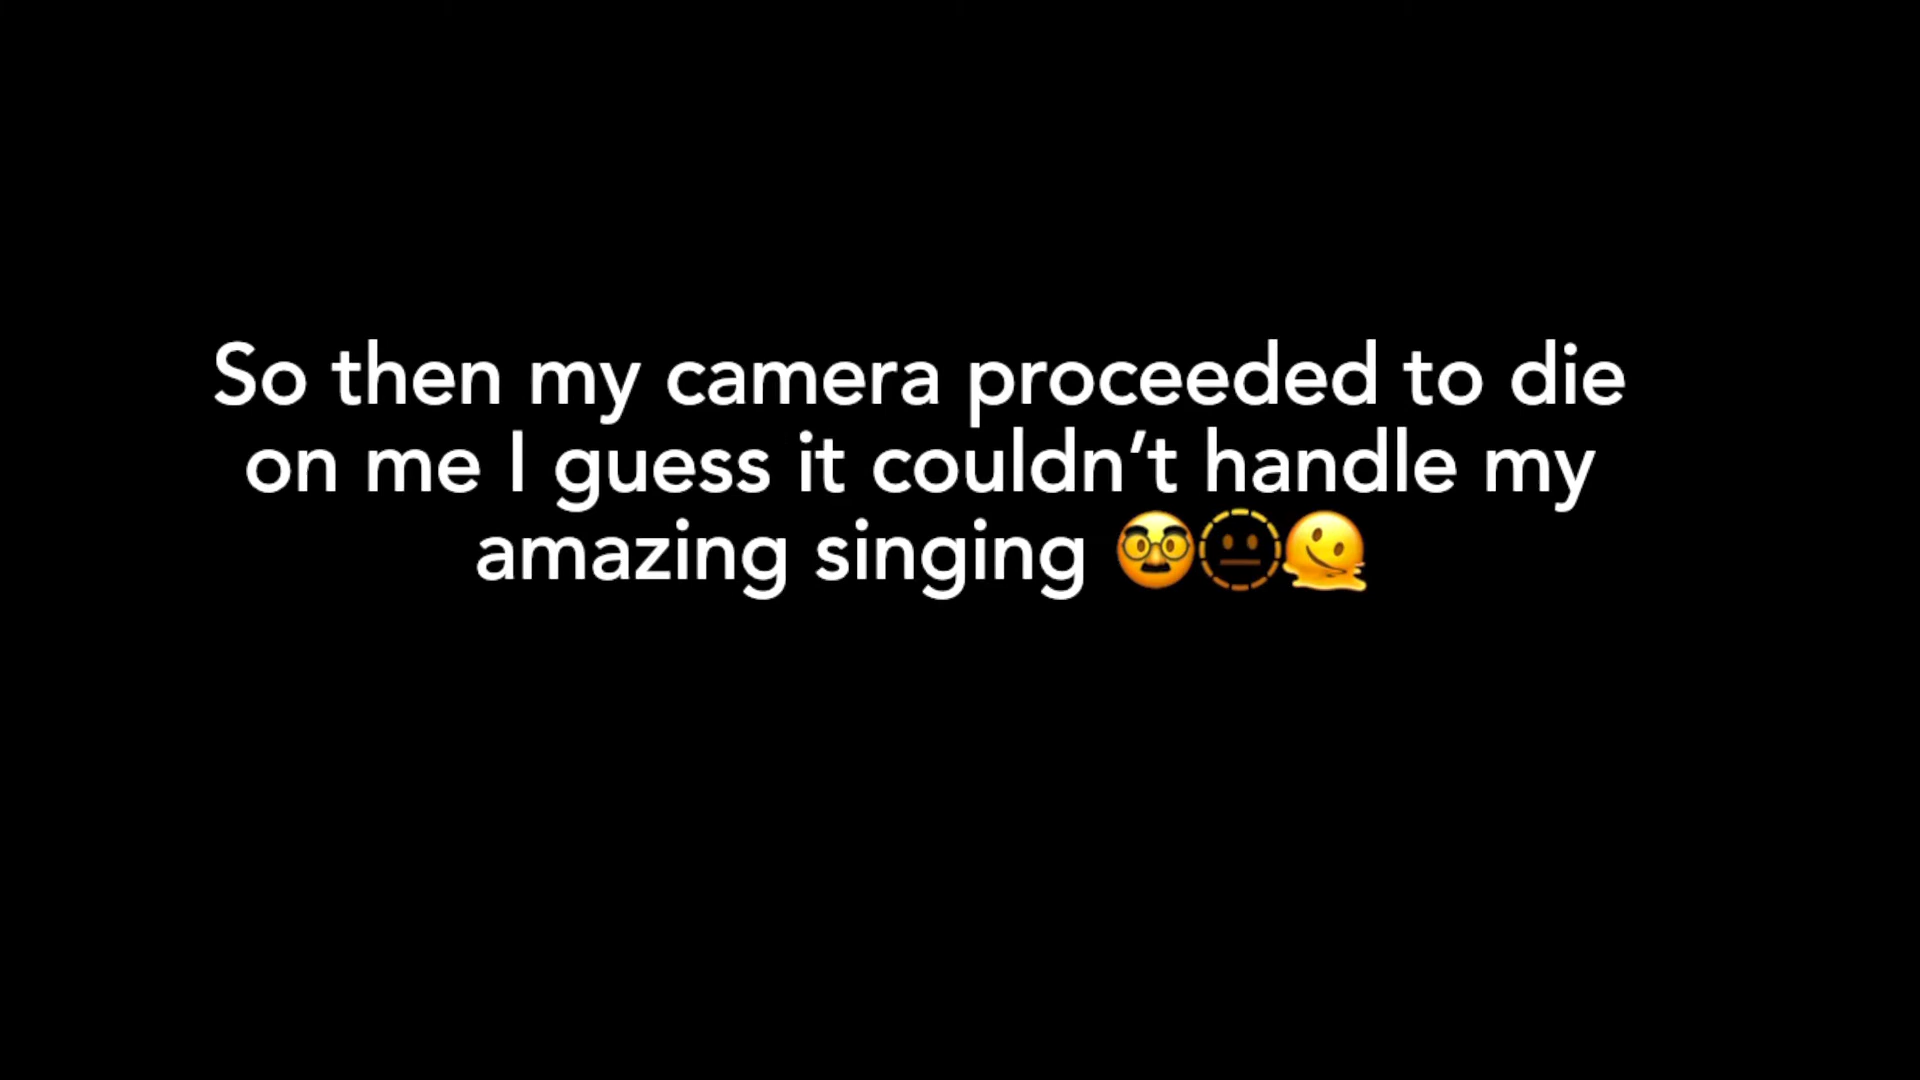 So then my camera proceeded to die
on me I guess it couldn’t handle my
amazing singing 🥸🫥🫠